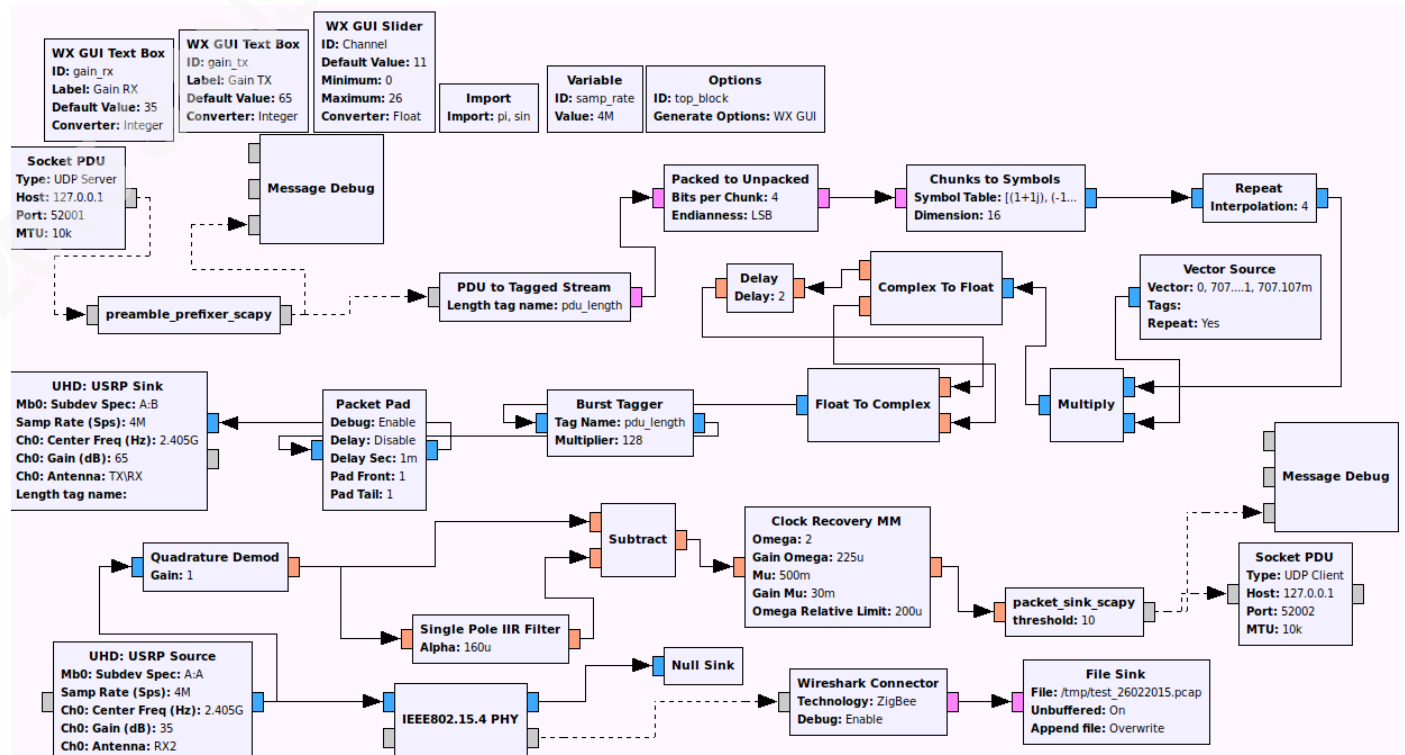 WX GUI Text Box
ID: gain_rx
Label: Gain RX
Default Value: 35
Converter: Integer
WX GUI Text Box
ID: gain_tx
Label: Gain TX
Default Value: 65
Converter: Integer
WX GUI Slider
ID: Channel
Default Value: 11
Minimum: 0
Maximum: 26
Converter: Float
Import
Import: pi, sin
Variable
ID: samp_rate
Value: 4M
Options
ID: top_block
Generate Options: WX GUI
Socket PDU
Type: UDP Server
Host: 127.0.0.1
Port: 52001
MTU: 10k
Message Debug
Packed to Unpacked
Bits per Chunk: 4
Endianness: LSB
Chunks to Symbols
Symbol Table: [(1+1j), (-1...
Dimension: 16
Repeat
Interpolation: 4
preamble_prefixer_scapy
PDU to Tagged Stream
Length tag name: pdu_length
Delay
Delay: 2
Complex To Float
Vector Source
Vector: 0, 707....1, 707.107m
Tags:
Repeat: Yes
UHD: USRP Sink
Mb0: Subdev Spec: A:B
Samp Rate (Sps): 4M
Ch0: Center Freq (Hz): 2.405G
Ch0: Gain (dB): 65
Ch0: Antenna: TX\RX
Length tag name:
Packet Pad
Debug: Enable
Delay: Disable
Delay Sec: 1m
Pad Front: 1
Pad Tail: 1
Burst Tagger
Tag Name: pdu_length
Multiplier: 128
Float To Complex
Multiply
Message Debug
Quadrature Demod
Gain: 1
Subtract
Clock Recovery MM
Omega: 2
Gain Omega: 225u
Mu: 500m
Gain Mu: 30m
Omega Relative Limit: 200u
packet_sink_scapy
threshold: 10
Socket PDU
Type: UDP Client
Host: 127.0.0.1
Port: 52002
MTU: 10k
Single Pole IIR Filter
Alpha: 160u
UHD: USRP Source
Mb0: Subdev Spec: A:A
Samp Rate (Sps): 4M
Ch0: Center Freq (Hz): 2.405G
Ch0: Gain (dB): 35
Ch0: Antenna: RX2
IEEE802.15.4 PHY
Null Sink
Wireshark Connector
Technology: ZigBee
Debug: Enable
File Sink
File: /tmp/test_26022015.pcap
Unbuffered: On
Append file: Overwrite